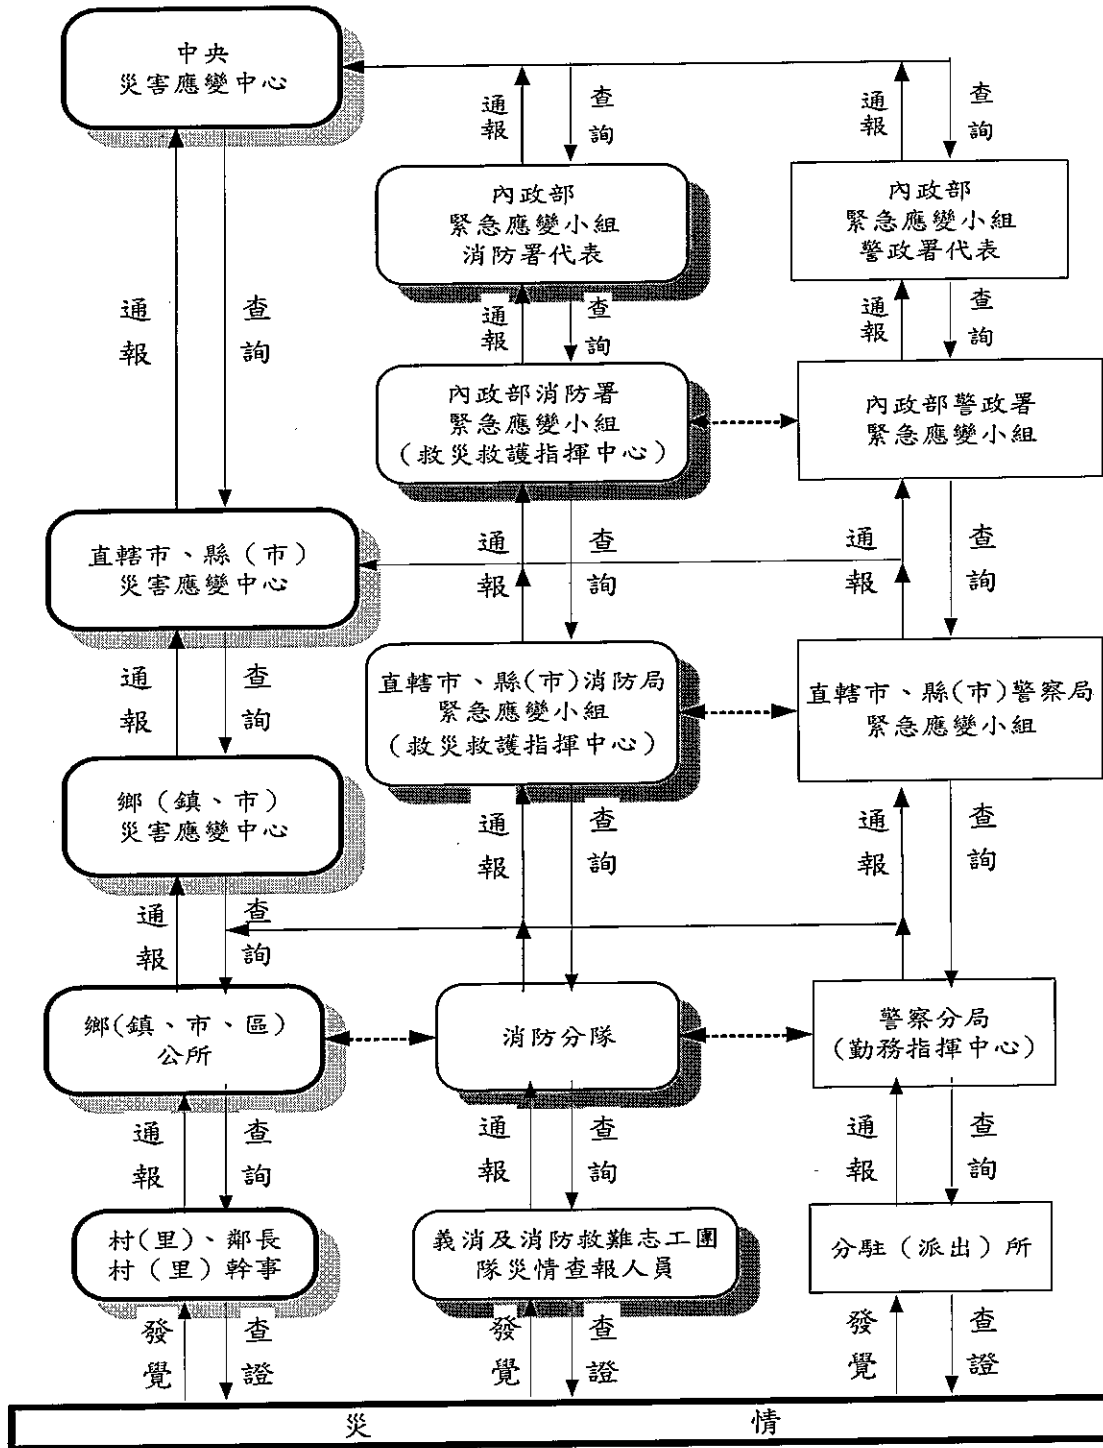 中央
災害應變中心
通報
查詢
通報
查詢
內政部
緊急應變小組
消防署代表
內政部
緊急應變小組
警政署代表
通報
查詢
通報
查詢
通報
查詢
內政部消防署
緊急應變小組
(救災救護指揮中心)
內政部警政署
緊急應變小組
直轄市、縣(市)
災害應變中心
通報
查詢
通報
查詢
通報
查詢
直轄市、縣(市)消防局
緊急應變小組
(救災救護指揮中心)
直轄市、縣(市)警察局
緊急應變小組
鄉(鎮、市)
災害應變中心
通報
查詢
通報
查詢
通報
查詢
鄉(鎮、市、區)
公所
消防分隊
警察分局
(勤務指揮中心)
通報
查詢
通報
查詢
通報
查詢
村(里)、鄰長
村(里)幹事
義消及消防救難志工團
隊災情查報人員
分駐(派出)所
發覺
查證
發覺
查證
發覺
查證
災情